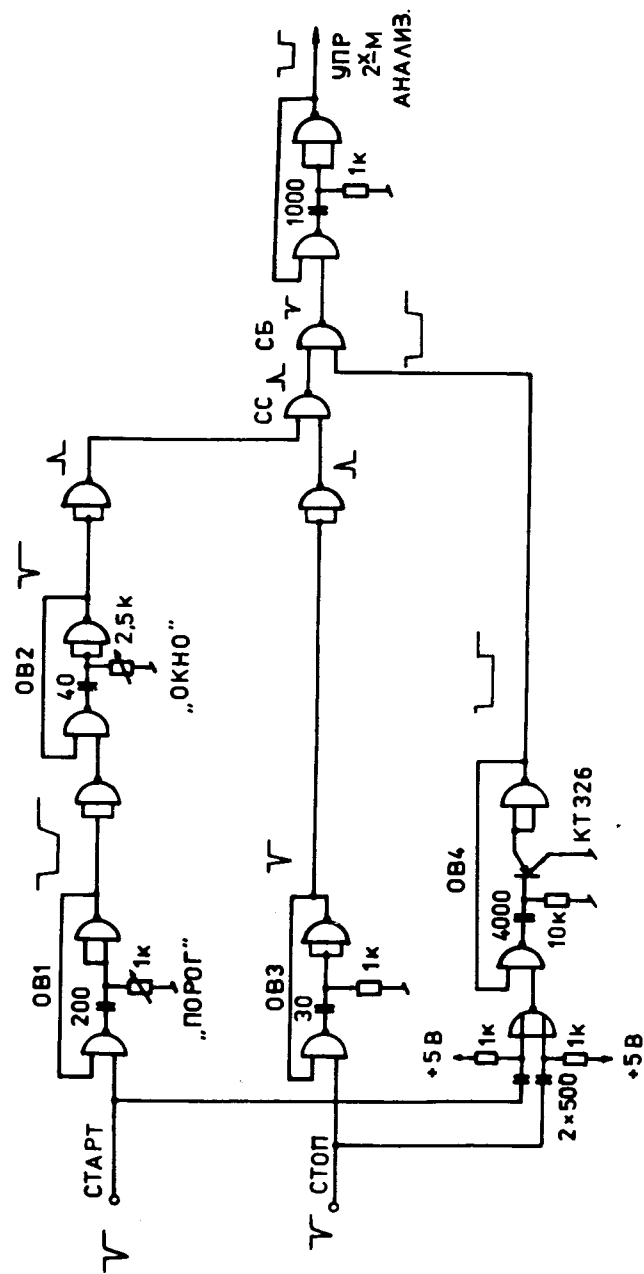 СТАРТ
СТОП
ОВ1
200
1к
„ПОРОГ"
ОВ2
40
2,5к
„ОКНО"
ОВ3
30
1к
+5В
1к
2×500
1к
+5В
ОВ4
4000
10к
КТ326
СС
СБ
1000
1к
УПР
2х-М
АНАЛИЗ.